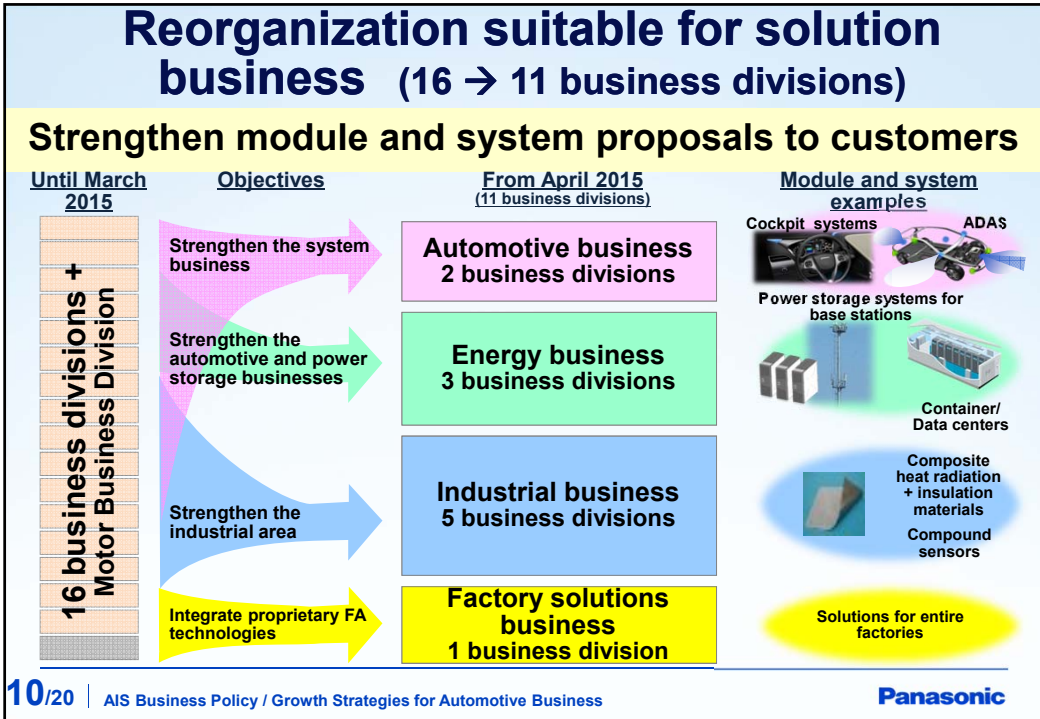 Reorganization suitable for solution
business (16 → 11 business divisions)
Strengthen module and system proposals to customers
Until March
2015
Objectives
From April 2015
(11 business divisions)
Module and system
examples
16 business divisions +
Motor Business Division
Strengthen the system
business
Automotive business
2 business divisions
Cockpit systems
ADAS
Strengthen the
automotive and power
storage businesses
Energy business
3 business divisions
Power storage systems for
base stations
Container/
Data centers
Strengthen the
industrial area
Industrial business
5 business divisions
Composite
heat radiation
+ insulation
materials
Compound
sensors
Integrate proprietary FA
technologies
Factory solutions
business
1 business division
Solutions for entire
factories
10/20 AIS Business Policy / Growth Strategies for Automotive Business
Panasonic